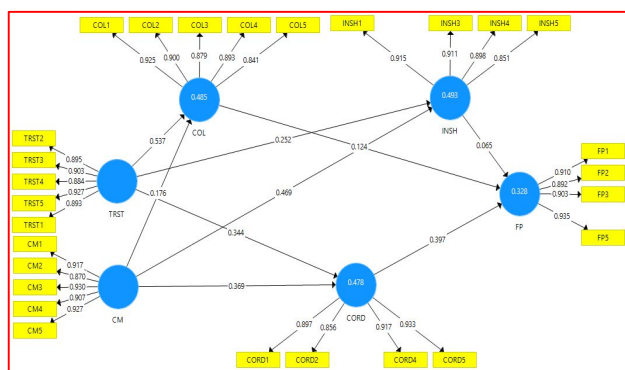 COL1 COL2 COL3 COL4 COL5 INSH1 INSH3 INSH4 INSH5
0.925 0.900 0.879 0.893 0.841 0.915 0.911 0.898 0.851
0.485 0.493
COL INSH
TRST2
TRST3
TRST4
TRST5
TRST1
0.895
0.903
0.884
0.927
0.893
TRST
0.537
0.252
0.124
0.065
0.176
0.469
0.344
0.369
0.397
FP1
FP2
FP3
FP5
0.910
0.892
0.903
0.935
0.328
FP
CM1
CM2
CM3
CM4
CM5
0.917
0.870
0.930
0.907
0.927
CM
0.478
CORD
0.897 0.856 0.917 0.933
CORD1 CORD2 CORD4 CORD5